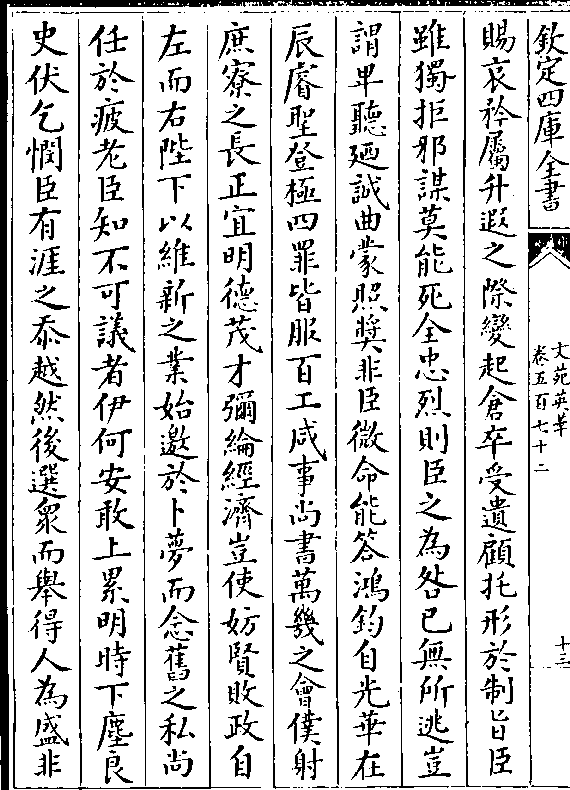 欽定四庫全書
文苑英華
卷五百七十二
十三
賜哀矜屬升遐之際變起倉卒受遺顧托形於制旨臣
雖獨拒邪謀莫能死全忠烈則臣之為咎已無所逃豈
謂卑聽廼誠曲蒙照奬非臣微命能答鴻鈞自光華在
辰睿聖登極四罪皆服百工咸事尚書萬幾之會僕射
庶寮之長正宜明德茂才彌綸經濟豈使妨賢敗政自
左而右陛下以維新之業始邀於卜夢而念舊之私尚
任於疲老臣知不可議者伊何安敢上累明時下塵良
史伏乞憫臣有涯之忝越然後選衆而舉得人為盛非